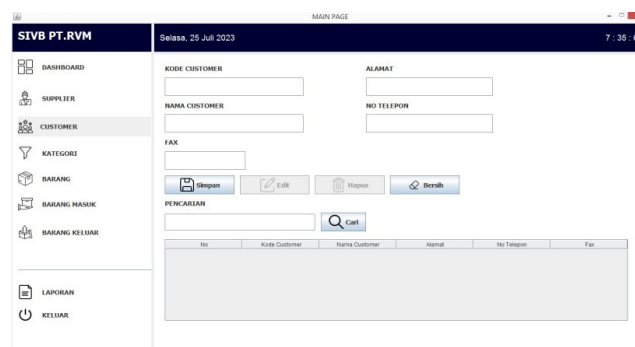 MAIN PAGE
SIVB PT.RVM
Selasa, 25 Juli 2023
7 : 35 :
DASHBOARD
SUPPLIER
CUSTOMER
KATEGORI
BARANG
BARANG MASUK
BARANG KELUAR
LAPORAN
KELUAR
KODE CUSTOMER
ALAMAT
NAMA CUSTOMER
NO TELEPON
FAX
Simpan Edit Hapus Bersih
PENCARIAN
Cari
No Kode Customer Nama Customer Alamat No Telepon Fax